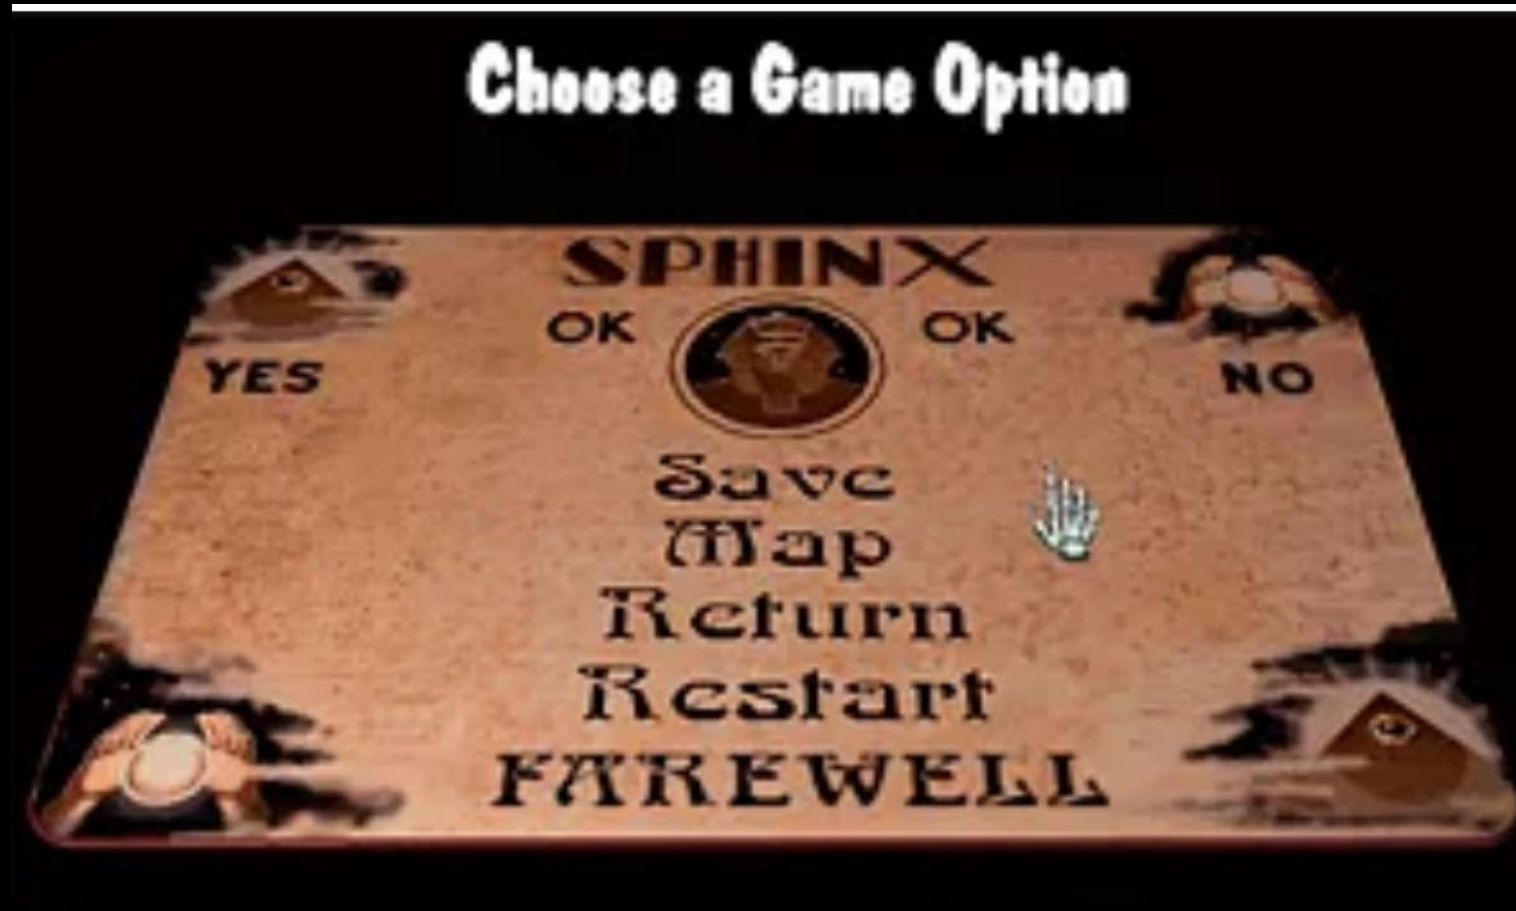 Choose a Game Option
SPHINX
OK OK
YES NO
Save
Map
Return
Restart
FAREWELL